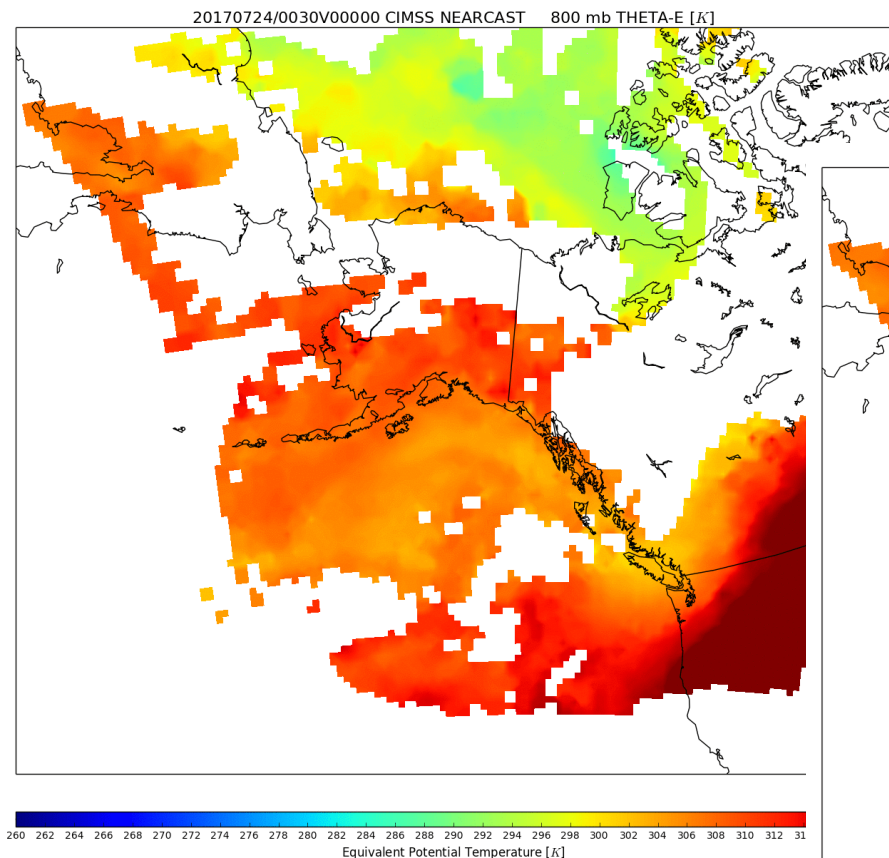 20170724/0030V00000 CIMSS NEARCAST 800 mb THETA-E [K]
260 262 264 266 268 270 272 274 276 278 280 282 284 286 288 290 292 294 296 298 300 302 304 306 308 310 312 31
Equivalent Potential Temperature [K]